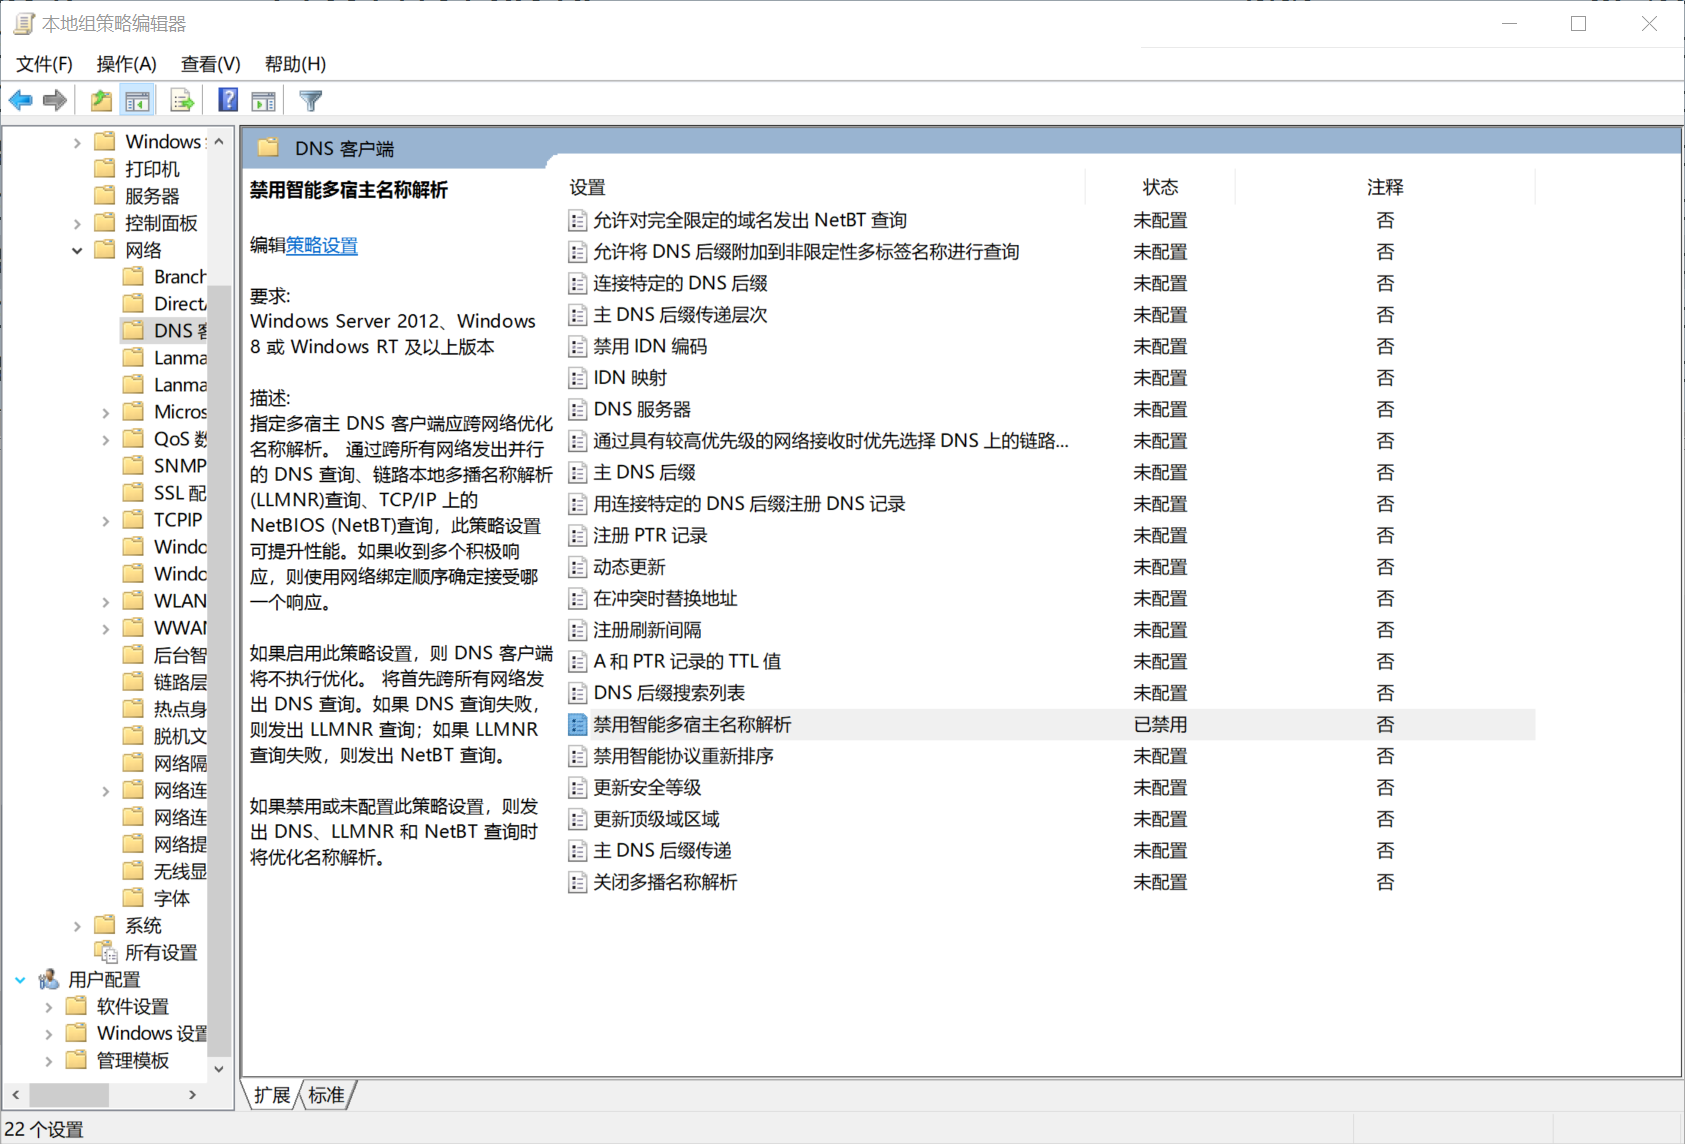 本地组策略编辑器
文件(F) 操作(A) 查看(V) 帮助(H)
Windows
打印机
服务器
控制面板
网络
Branch
Direct
DNS 客
Lanma
Lanma
Micros
QoS 数
SNMP
SSL 配
TCPIP
Windo
Windo
WLAN
WWAN
后台智
链路层
热点身
脱机文
网络隔
网络连
网络连
网络提
无线显
字体
系统
所有设置
用户配置
软件设置
Windows 设置
管理模板
DNS 客户端
禁用智能多宿主名称解析
编辑策略设置
要求:
Windows Server 2012、Windows
8 或 Windows RT 及以上版本
描述:
指定多宿主 DNS 客户端应跨网络优化
名称解析。 通过跨所有网络发出并行
的 DNS 查询、链路本地多播名称解析
(LLMNR)查询、TCP/IP 上的
NetBIOS (NetBT)查询，此策略设置
可提升性能。如果收到多个积极响
应，则使用网络绑定顺序确定接受哪
一个响应。
如果启用此策略设置，则 DNS 客户端
将不执行优化。 将首先跨所有网络发
出 DNS 查询。如果 DNS 查询失败，
则发出 LLMNR 查询；如果 LLMNR
查询失败，则发出 NetBT 查询。
如果禁用或未配置此策略设置，则发
出 DNS、LLMNR 和 NetBT 查询时
将优化名称解析。
设置 状态 注释
允许对完全限定的域名发出 NetBT 查询 未配置 否
允许将 DNS 后缀附加到非限定性多标签名称进行查询 未配置 否
连接特定的 DNS 后缀 未配置 否
主 DNS 后缀传递层次 未配置 否
禁用 IDN 编码 未配置 否
IDN 映射 未配置 否
DNS 服务器 未配置 否
通过具有较高优先级的网络接收时优先选择 DNS 上的链路... 未配置 否
主 DNS 后缀 未配置 否
用连接特定的 DNS 后缀注册 DNS 记录 未配置 否
注册 PTR 记录 未配置 否
动态更新 未配置 否
在冲突时替换地址 未配置 否
注册刷新间隔 未配置 否
A 和 PTR 记录的 TTL 值 未配置 否
DNS 后缀搜索列表 未配置 否
禁用智能多宿主名称解析 已禁用 否
禁用智能协议重新排序 未配置 否
更新安全等级 未配置 否
更新顶级域区域 未配置 否
主 DNS 后缀传递 未配置 否
关闭多播名称解析 未配置 否
扩展 标准
22 个设置